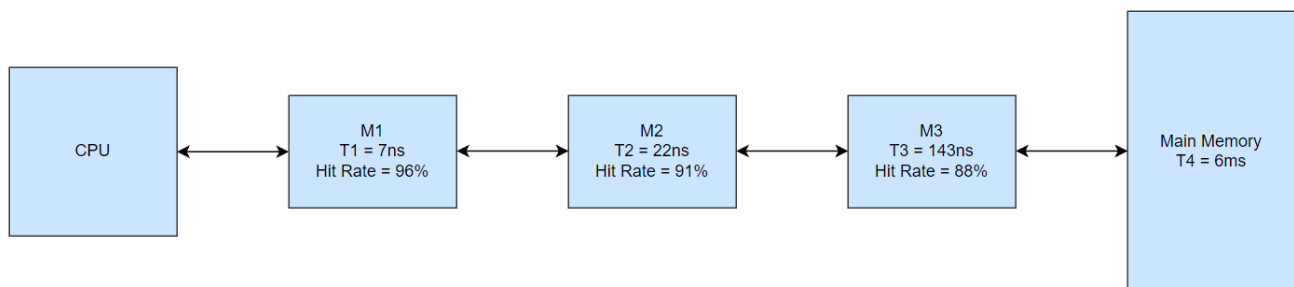 CPU
M1
T1 = 7ns
Hit Rate = 96%
M2
T2 = 22ns
Hit Rate = 91%
M3
T3 = 143ns
Hit Rate = 88%
Main Memory
T4 = 6ms